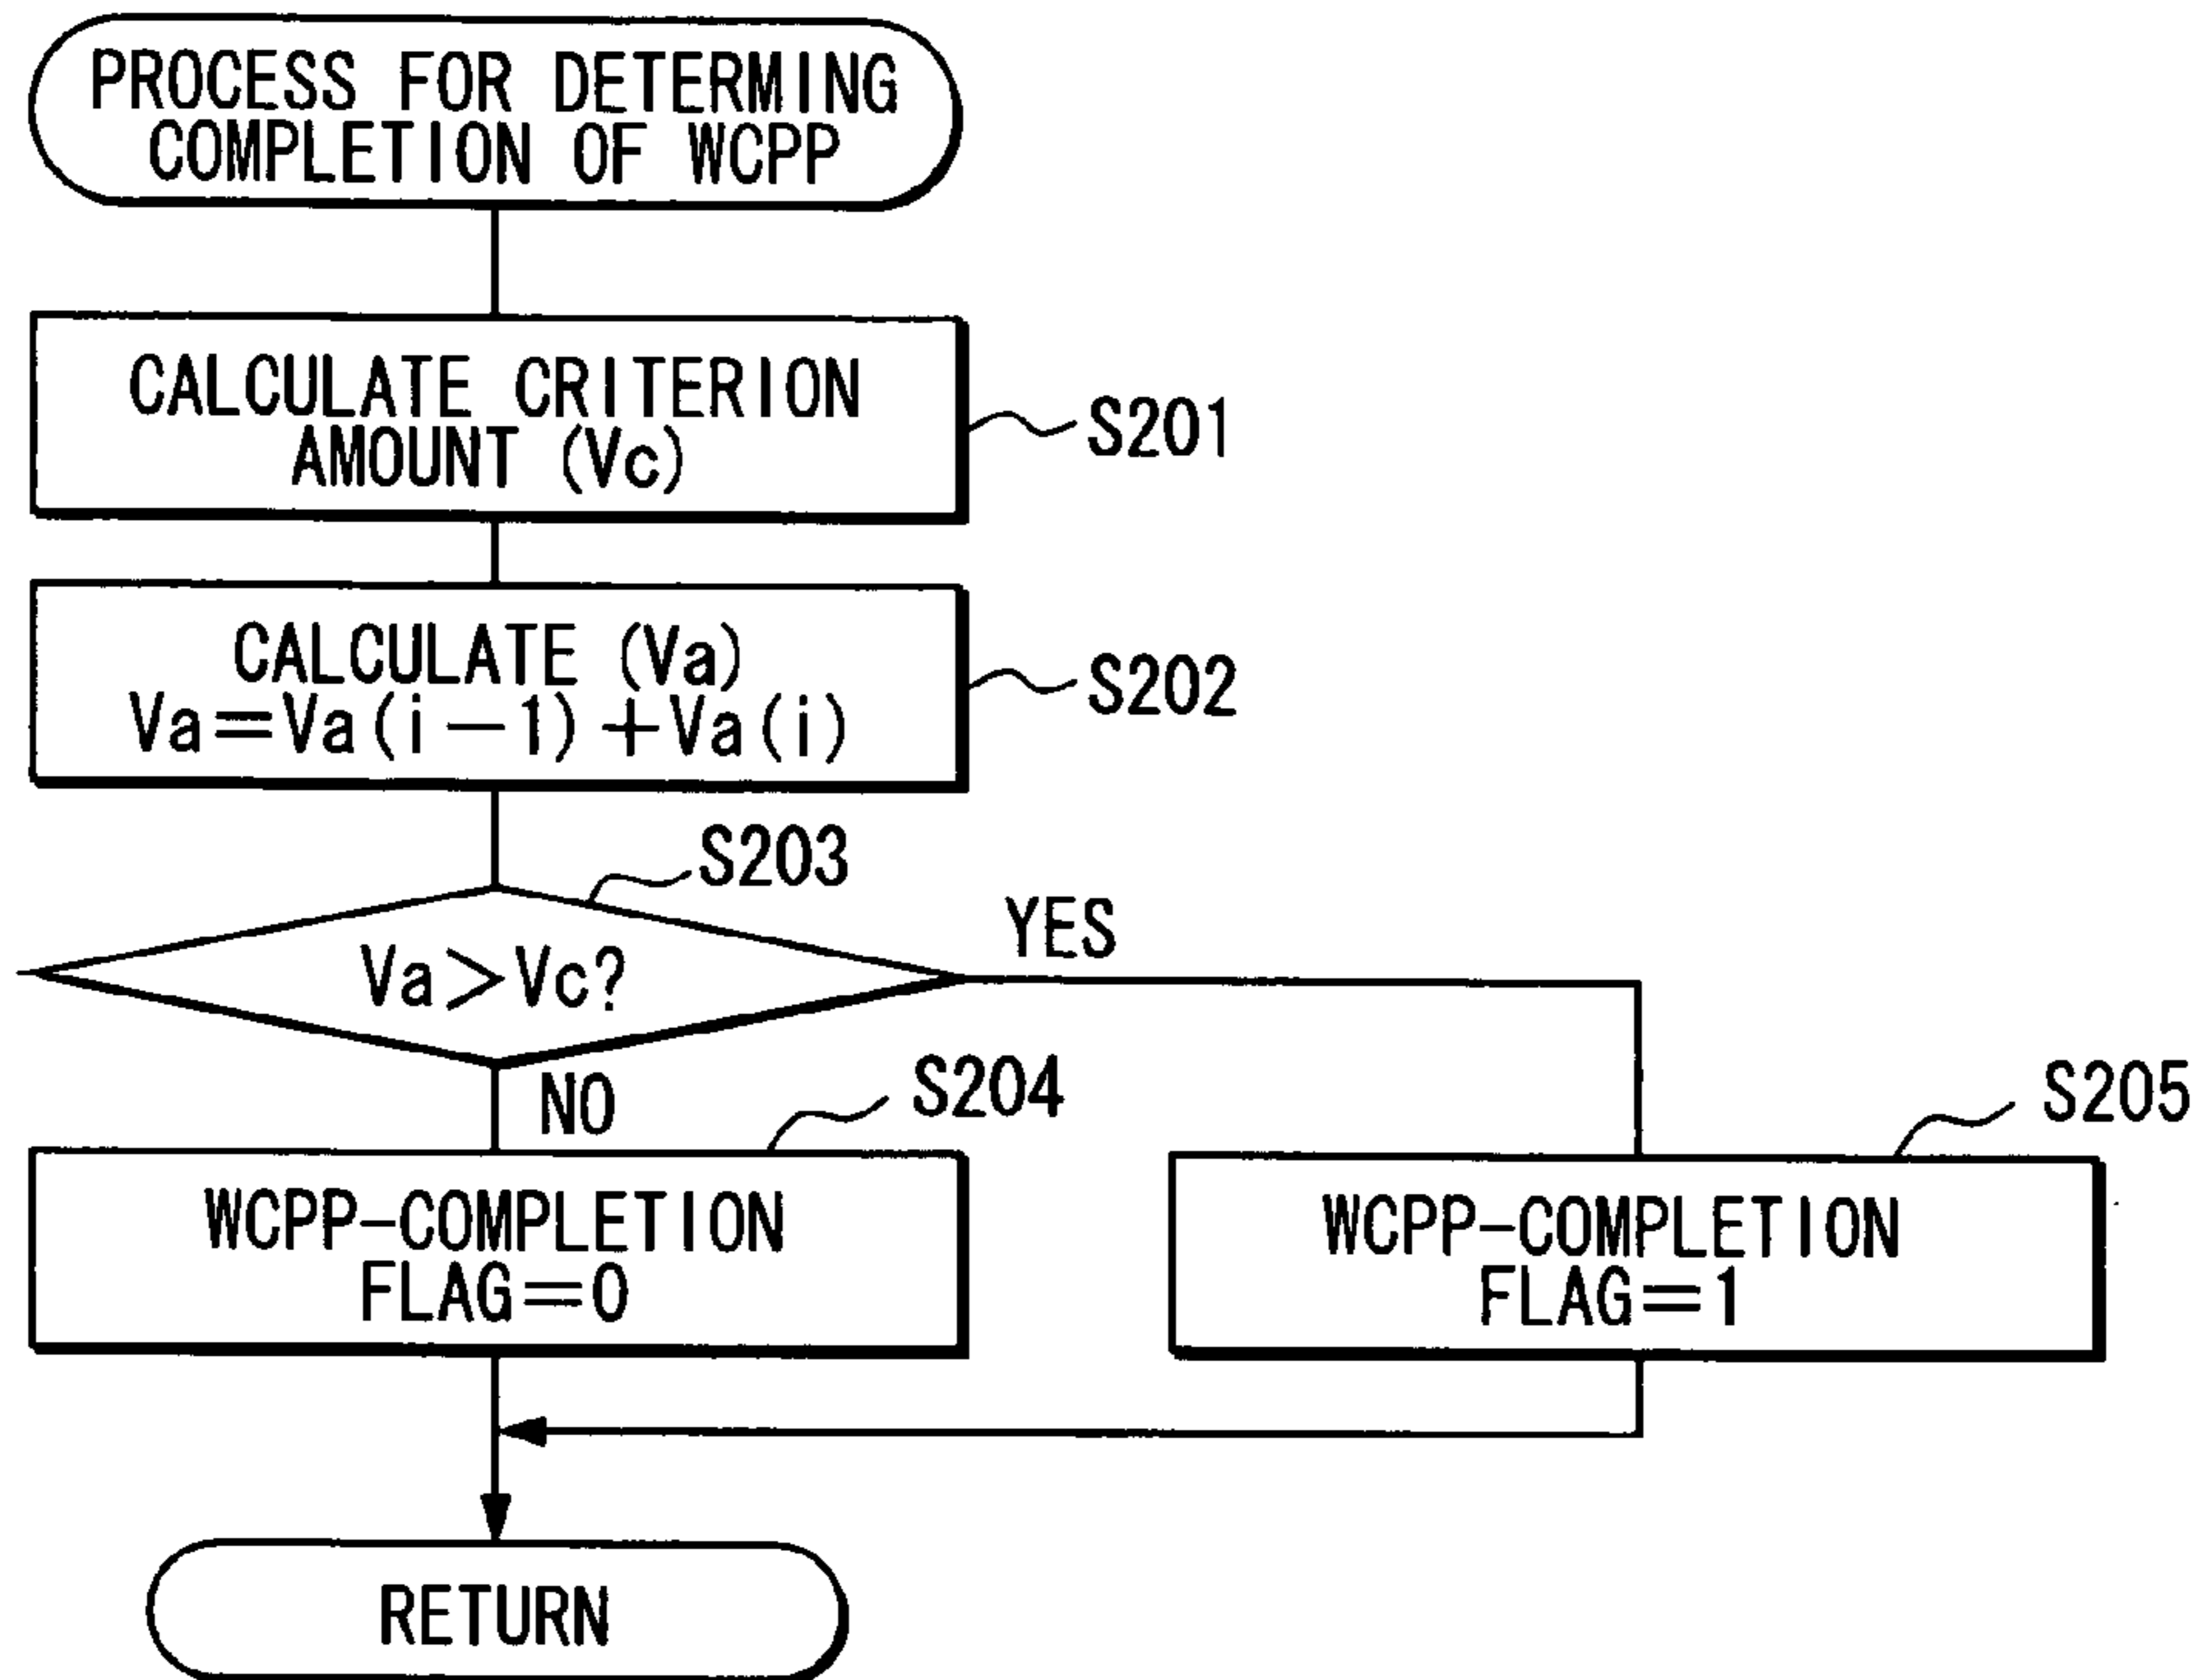 PROCESS FOR DETERMING
COMPLETION OF WCPP
CALCULATE CRITERION
AMOUNT (Vc)
S201
CALCULATE (Va)
Va=Va(i-1)+Va(i)
S202
S203
Va>Vc?
YES
NO
S204
WCPP-COMPLETION
FLAG=0
S205
WCPP-COMPLETION
FLAG=1
RETURN